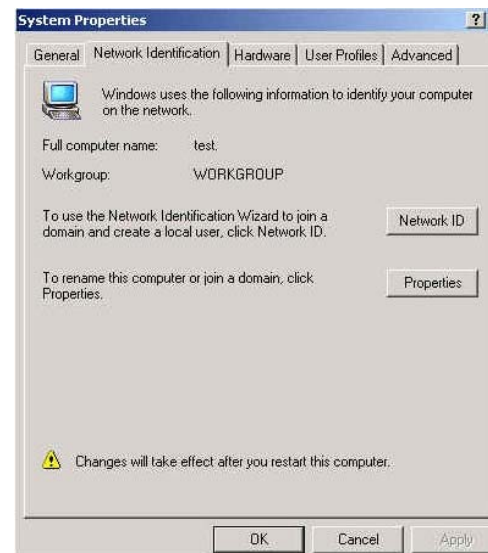 System Properties
?
General Network Identification Hardware User Profiles Advanced
Windows uses the following information to identify your computer
on the network.
Full computer name: test.
Workgroup: WORKGROUP
To use the Network Identification Wizard to join a
domain and create a local user, click Network ID.
Network ID
To rename this computer or join a domain, click
Properties.
Properties
Changes will take effect after you restart this computer.
OK Cancel Apply